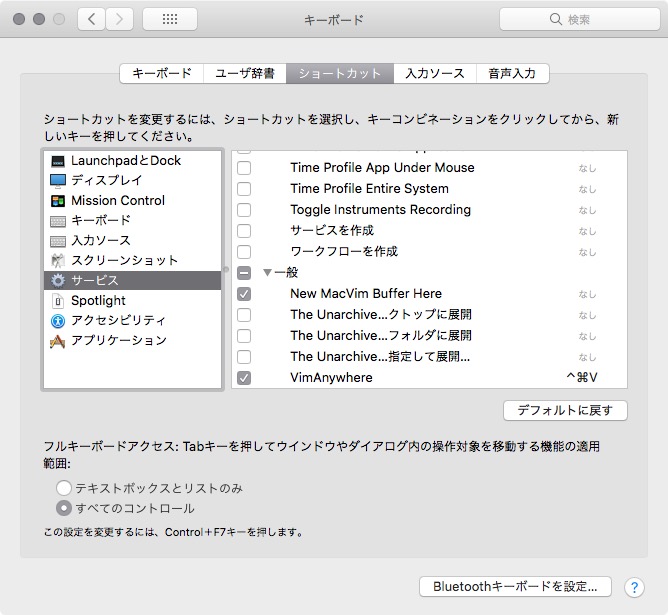 キーボード
検索
キーボード
ユーザ辞書
ショートカット
入力ソース
音声入力
ショートカットを変更するには、ショートカットを選択し、キーコンビネーションをクリックしてから、新
しいキーを押してください。
LaunchpadとDock
ディスプレイ
Mission Control
キーボード
入力ソース
スクリーンショット
サービス
Spotlight
アクセシビリティ
アプリケーション
Time Profile App Under Mouse なし
Time Profile Entire System なし
Toggle Instruments Recording なし
サービスを作成 なし
ワークフローを作成 なし
▼一般
New MacVim Buffer Here なし
The Unarchive...クトップに展開 なし
The Unarchive...フォルダに展開 なし
The Unarchive...指定して展開... なし
VimAnywhere ^⌘V
デフォルトに戻す
フルキーボードアクセス: Tabキーを押してウインドウやダイアログ内の操作対象を移動する機能の適用
範囲:
テキストボックスとリストのみ
すべてのコントロール
この設定を変更するには、Control+F7キーを押します。
Bluetoothキーボードを設定...
?